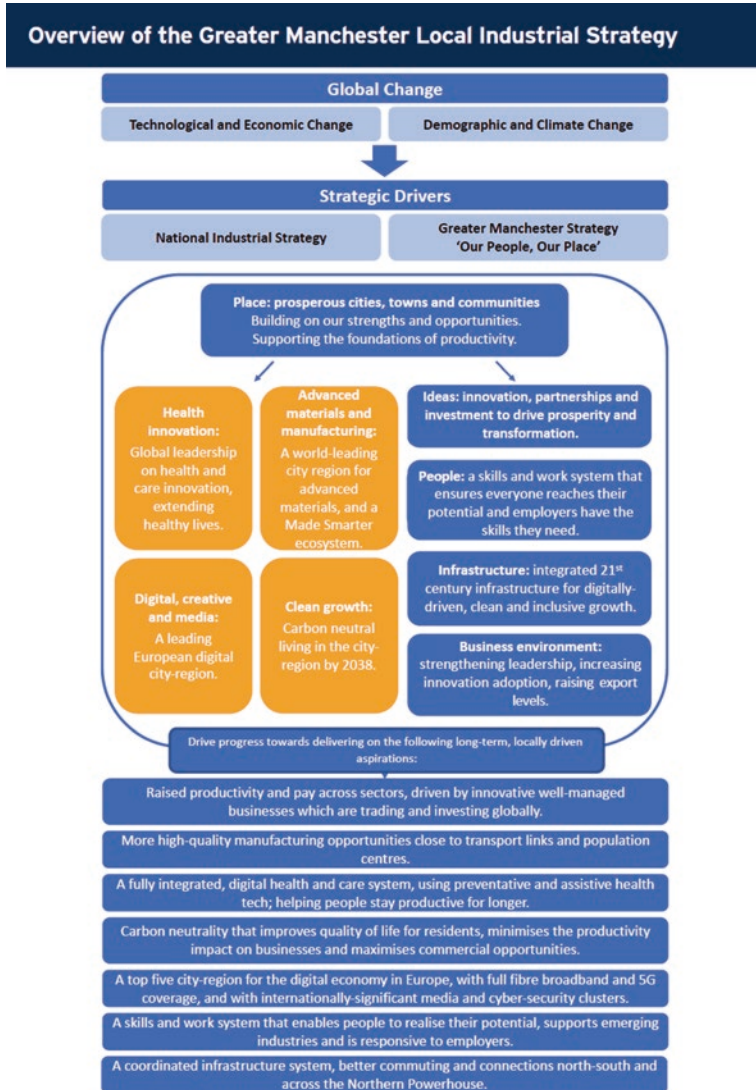 Overview of the Greater Manchester Local Industrial Strategy
Global Change
Technological and Economic Change
Demographic and Climate Change
Strategic Drivers
National Industrial Strategy
Greater Manchester Strategy
'Our People, Our Place'
Place: prosperous cities, towns and communities
Building on our strengths and opportunities.
Supporting the foundations of productivity.
Health
innovation:
Global leadership
on health and
care innovation,
extending
healthy lives.
Advanced
materials and
manufacturing:
A world-leading
city region for
advanced
materials, and a
Made Smarter
ecosystem.
Digital, creative
and media:
A leading
European digital
city-region.
Clean growth:
Carbon neutral
living in the city-
region by 2038.
Ideas: innovation, partnerships and
investment to drive prosperity and
transformation.
People: a skills and work system that
ensures everyone reaches their
potential and employers have the
skills they need.
Infrastructure: integrated 21st
century infrastructure for digitally-
driven, clean and inclusive growth.
Business environment:
strengthening leadership, increasing
innovation adoption, raising export
levels.
Drive progress towards delivering on the following long-term, locally driven
aspirations:
Raised productivity and pay across sectors, driven by innovative well-managed
businesses which are trading and investing globally.
More high-quality manufacturing opportunities close to transport links and population
centres.
A fully integrated, digital health and care system, using preventative and assistive health
tech; helping people stay productive for longer.
Carbon neutrality that improves quality of life for residents, minimises the productivity
impact on businesses and maximises commercial opportunities.
A top five city-region for the digital economy in Europe, with full fibre broadband and 5G
coverage, and with internationally-significant media and cyber-security clusters.
A skills and work system that enables people to realise their potential, supports emerging
industries and is responsive to employers.
A coordinated infrastructure system, better commuting and connections north-south and
across the Northern Powerhouse.